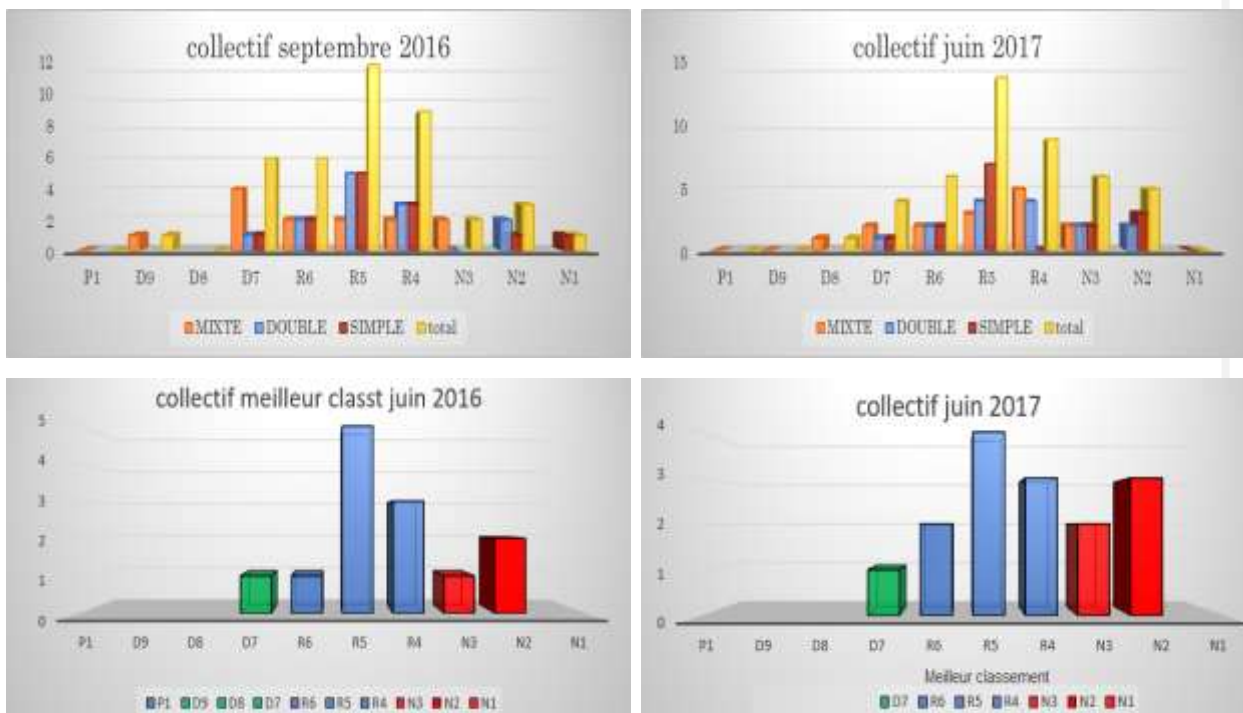 collectif septembre 2016
12
10
8
6
4
2
0
P1 D9 D8 D7 R6 R5 R4 N3 N2 N1
MIXTE DOUBLE SIMPLE total
collectif juin 2017
15
10
5
0
P1 D9 D8 D7 R6 R5 R4 N3 N2 N1
MIXTE DOUBLE SIMPLE total
collectif meilleur classt juin 2016
5
4
3
2
1
0
P1 D9 D8 D7 R6 R5 R4 N3 N2 N1
P1 D9 D8 D7 R6 R5 R4 N3 N2 N1
collectif juin 2017
4
3
2
1
0
P1 D9 D8 D7 R6 R5 R4 N3 N2 N1
Meilleur classement
D7 R6 R5 R4 N3 N2 N1